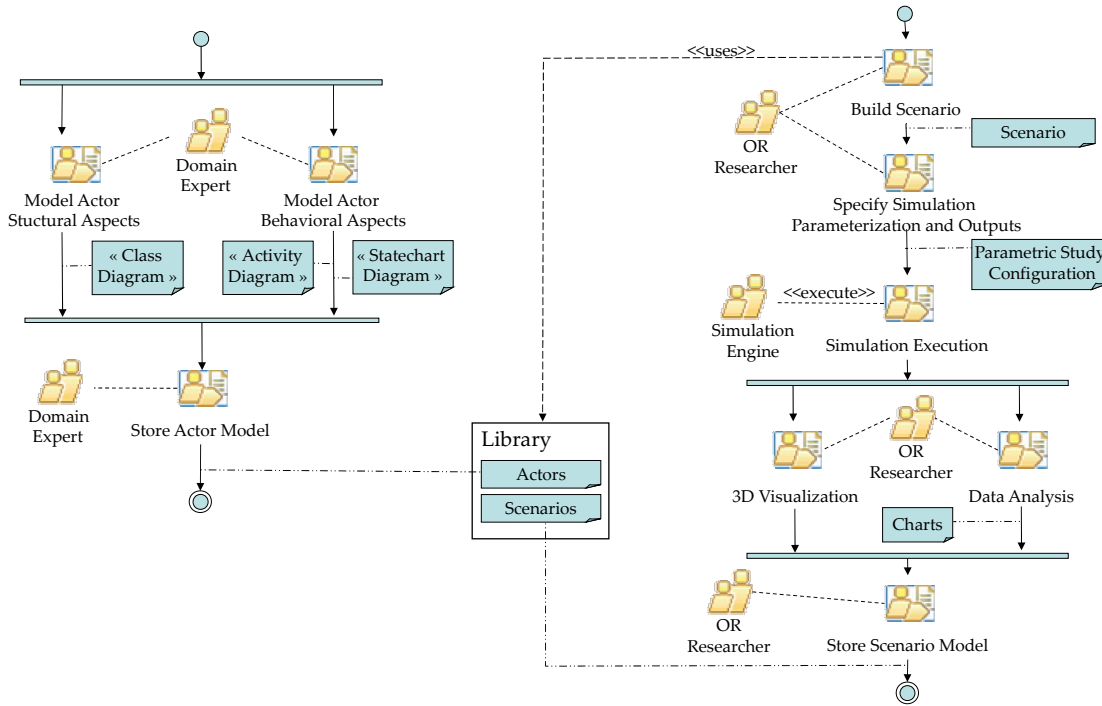 Domain
Expert
Model Actor
Stuctural Aspects
Model Actor
Behavioral Aspects
« Class
Diagram »
« Activity
Diagram »
« Statechart
Diagram »
Domain
Expert
Store Actor Model
<<uses>>
Library
Actors
Scenarios
Build Scenario
OR
Researcher
Scenario
Specify Simulation
Parameterization and Outputs
Parametric Study
Configuration
<<execute>>
Simulation
Engine
Simulation Execution
OR
Researcher
3D Visualization
Data Analysis
Charts
OR
Researcher
Store Scenario Model